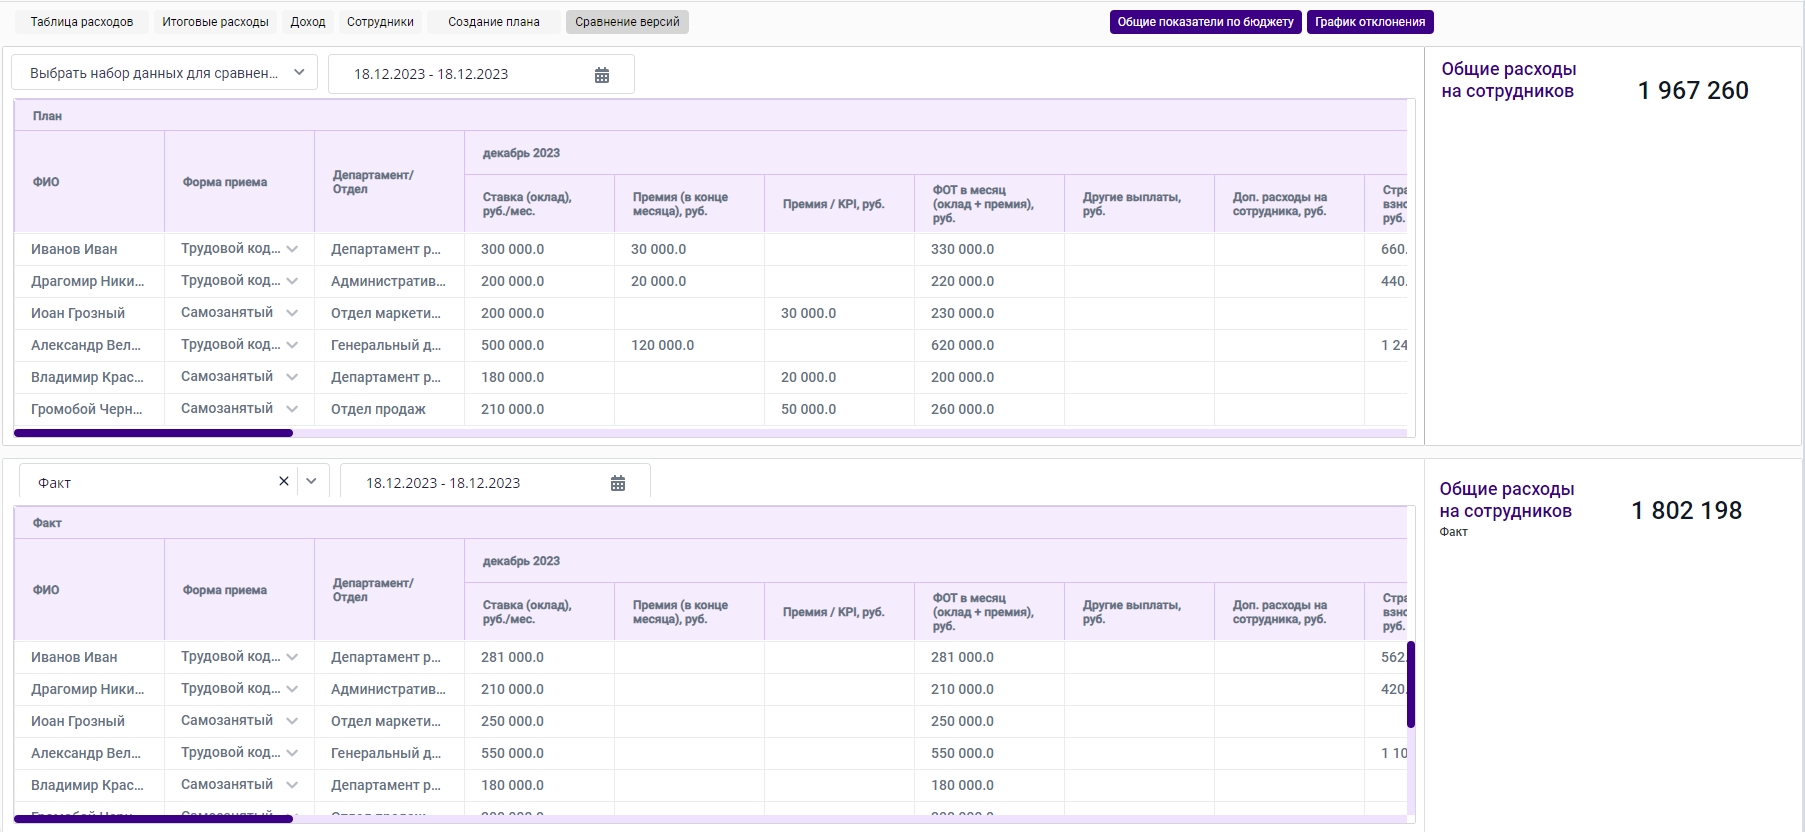 Таблица расходов Итоговые расходы Доход Сотрудники Создание плана Сравнение версий Общие показатели по бюджету График отклонения
Выбрать набор данных для сравнен... 18.12.2023 - 18.12.2023
Общие расходы
на сотрудников
1 967 260
План
ФИО Форма приема Департамент/
Отдел
декабрь 2023
Ставка (оклад),
руб./мес.
Премия (в конце
месяца), руб.
Премия / KPI, руб.
ФОТ в месяц
(оклад + премия),
руб.
Другие выплаты,
руб.
Доп. расходы на
сотрудника, руб.
Стра
взнс
руб.
Иванов Иван Трудовой код... Департамент р... 300 000.0 30 000.0 330 000.0 660.
Драгомир Ники... Трудовой код... Административ... 200 000.0 20 000.0 220 000.0 440.
Иоан Грозный Самозанятый Отдел маркети... 200 000.0 30 000.0 230 000.0
Александр Вел... Трудовой код... Генеральный д... 500 000.0 120 000.0 620 000.0 1 24
Владимир Крас... Самозанятый Департамент р... 180 000.0 20 000.0 200 000.0
Громобой Черн... Самозанятый Отдел продаж 210 000.0 50 000.0 260 000.0
Факт 18.12.2023 - 18.12.2023
Общие расходы
на сотрудников
Факт
1 802 198
Факт
ФИО Форма приема Департамент/
Отдел
декабрь 2023
Ставка (оклад),
руб./мес.
Премия (в конце
месяца), руб.
Премия / KPI, руб.
ФОТ в месяц
(оклад + премия),
руб.
Другие выплаты,
руб.
Доп. расходы на
сотрудника, руб.
Стра
взнс
руб.
Иванов Иван Трудовой код... Департамент р... 281 000.0 281 000.0 562.
Драгомир Ники... Трудовой код... Административ... 210 000.0 210 000.0 420.
Иоан Грозный Самозанятый Отдел маркети... 250 000.0 250 000.0
Александр Вел... Трудовой код... Генеральный д... 550 000.0 550 000.0 1 10
Владимир Крас... Самозанятый Департамент р... 180 000.0 180 000.0